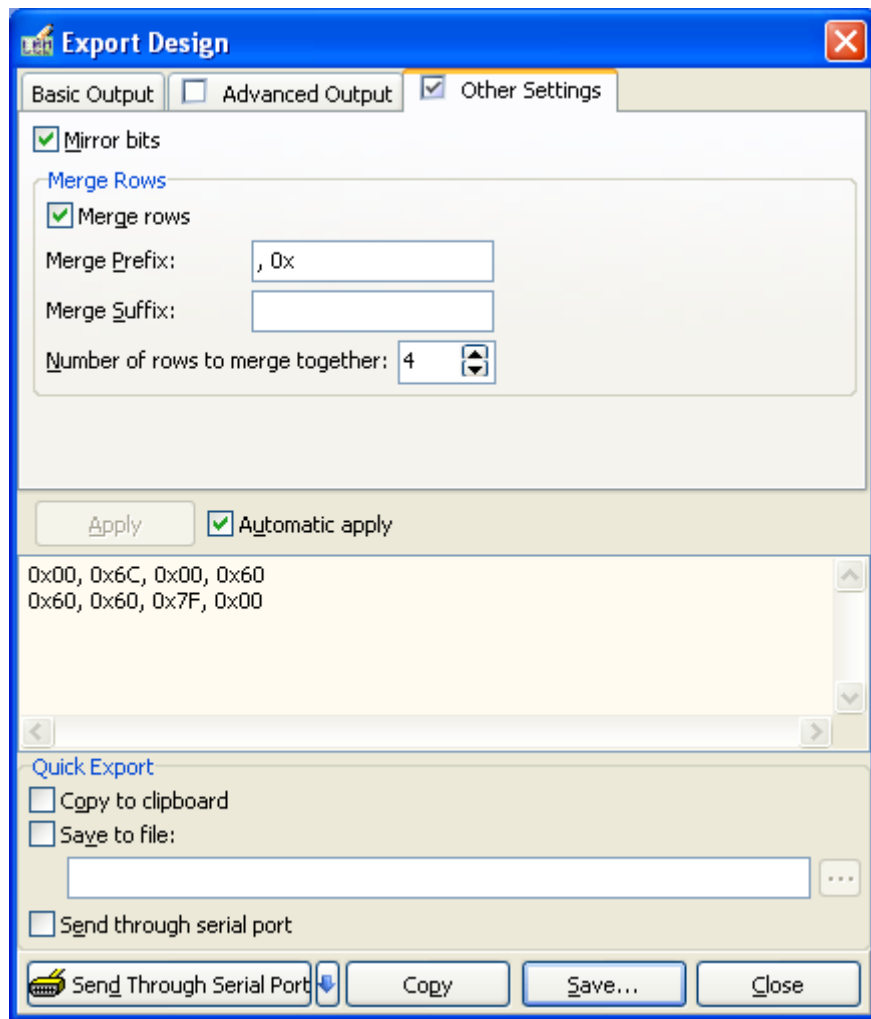 Export Design
Basic Output Advanced Output Other Settings
Mirror bits
Merge Rows
Merge rows
Merge Prefix: , 0x
Merge Suffix:
Number of rows to merge together: 4
Apply Automatic apply
0x00, 0x6C, 0x00, 0x60
0x60, 0x60, 0x7F, 0x00
Quick Export
Copy to clipboard
Save to file:
...
Send through serial port
Send Through Serial Port Copy Save... Close